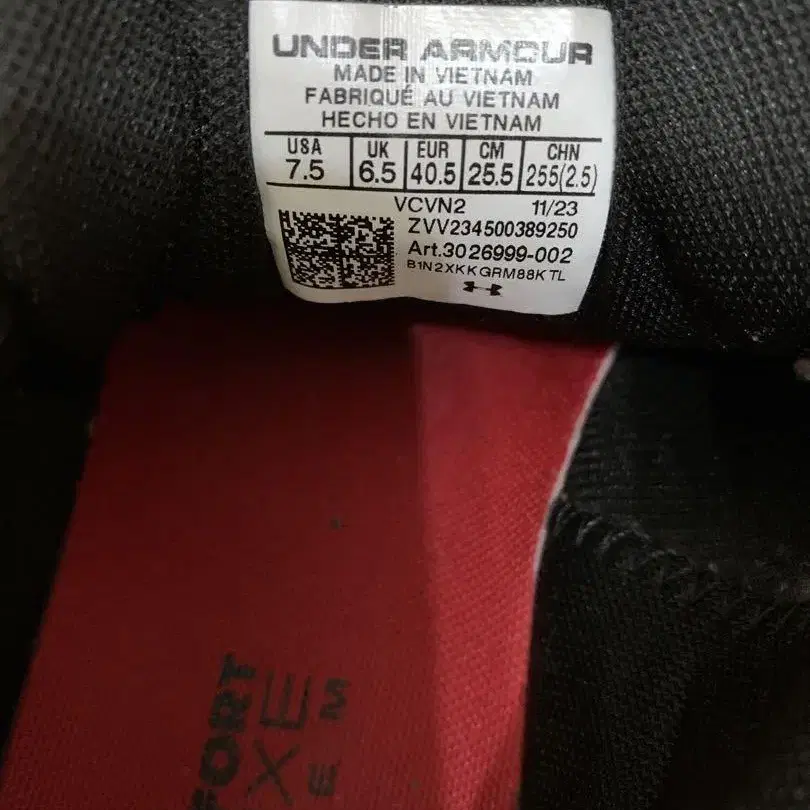 UNDER ARMOUR
MADE IN VIETNAM
FABRIQUÉ AU VIETNAM
HECHO EN VIETNAM
USA UK EUR CM CHN
7.5 6.5 40.5 25.5 255(2.5)
VCVN2 11/23
ZVV234500389250
Art.3026999-002
B1N2XKKGRM88KTL